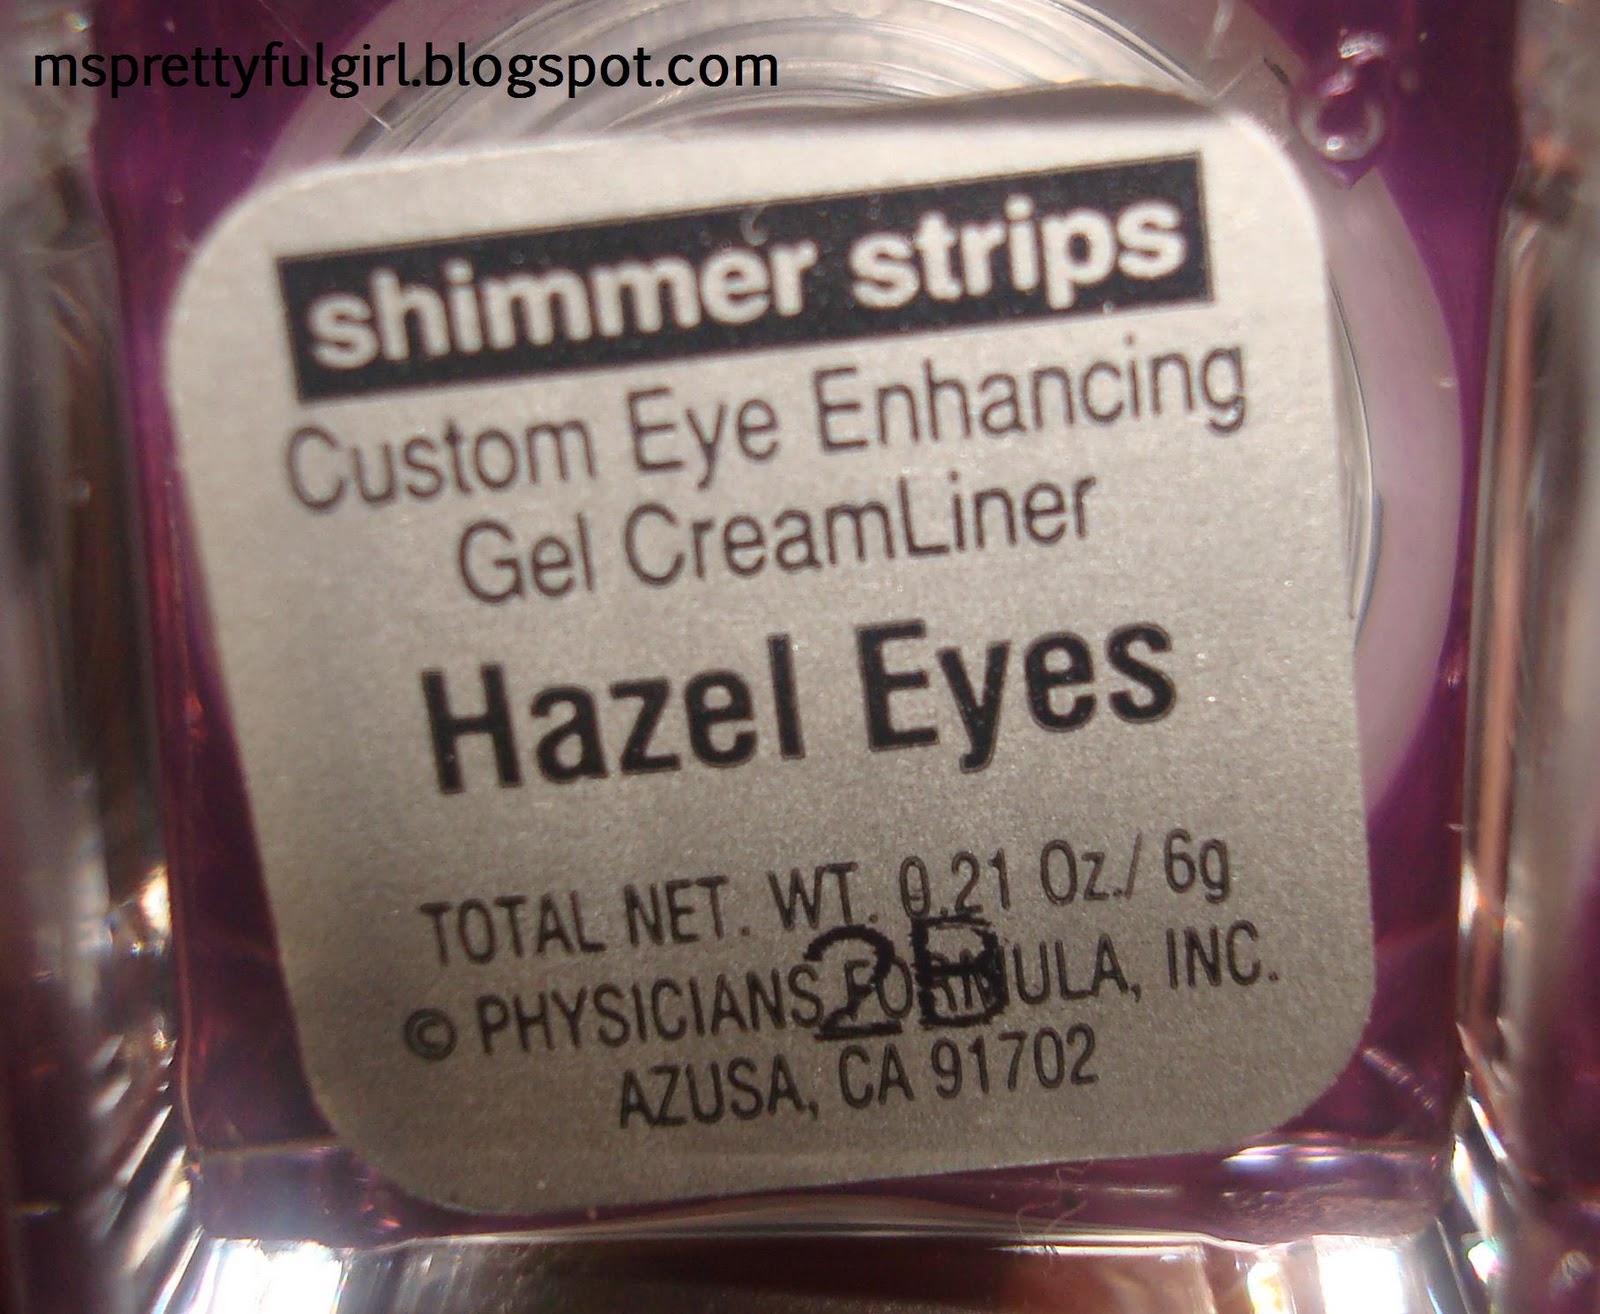 msprettyfulgirl.blogspot.com
shimmer strips
Custom Eye Enhancing
Gel CreamLiner
Hazel Eyes
TOTAL NET. WT. 0.21 Oz./ 6g
© PHYSICIANS FORMULA, INC.
AZUSA, CA 91702